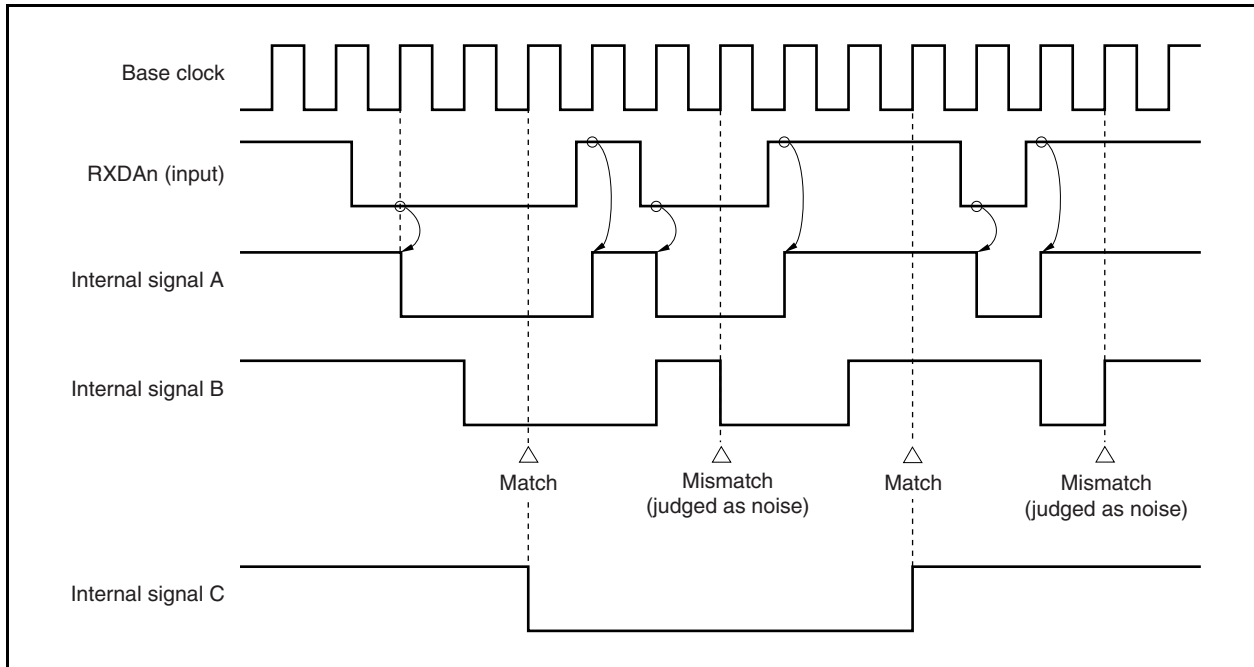 Base clock
RXDAn (input)
Internal signal A
Internal signal B
Match
Mismatch
(judged as noise)
Match
Mismatch
(judged as noise)
Internal signal C